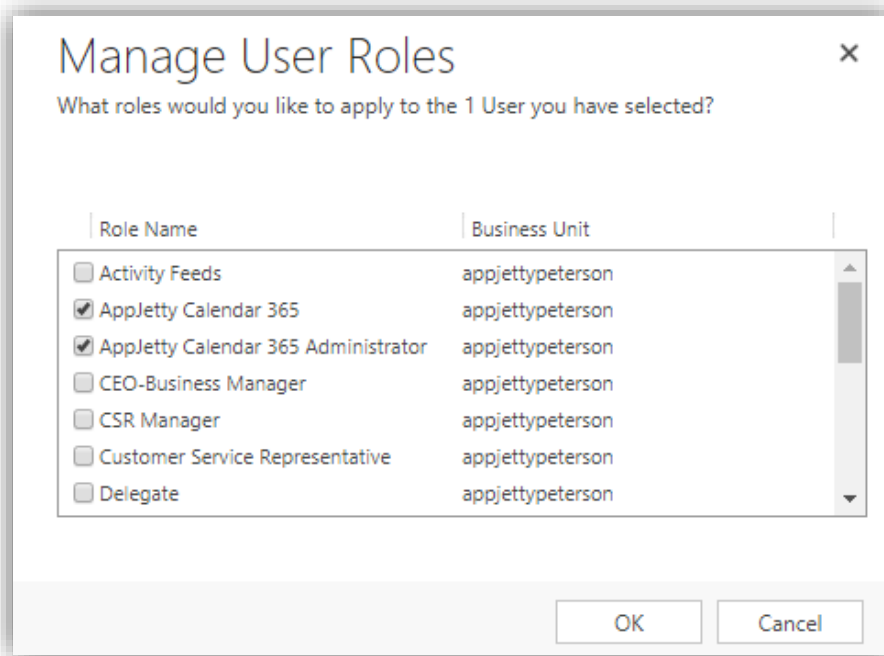 Manage User Roles
What roles would you like to apply to the 1 User you have selected?
Role Name Business Unit
Activity Feeds appjettypeterson
AppJetty Calendar 365 appjettypeterson
AppJetty Calendar 365 Administrator appjettypeterson
CEO-Business Manager appjettypeterson
CSR Manager appjettypeterson
Customer Service Representative appjettypeterson
Delegate appjettypeterson
OK Cancel